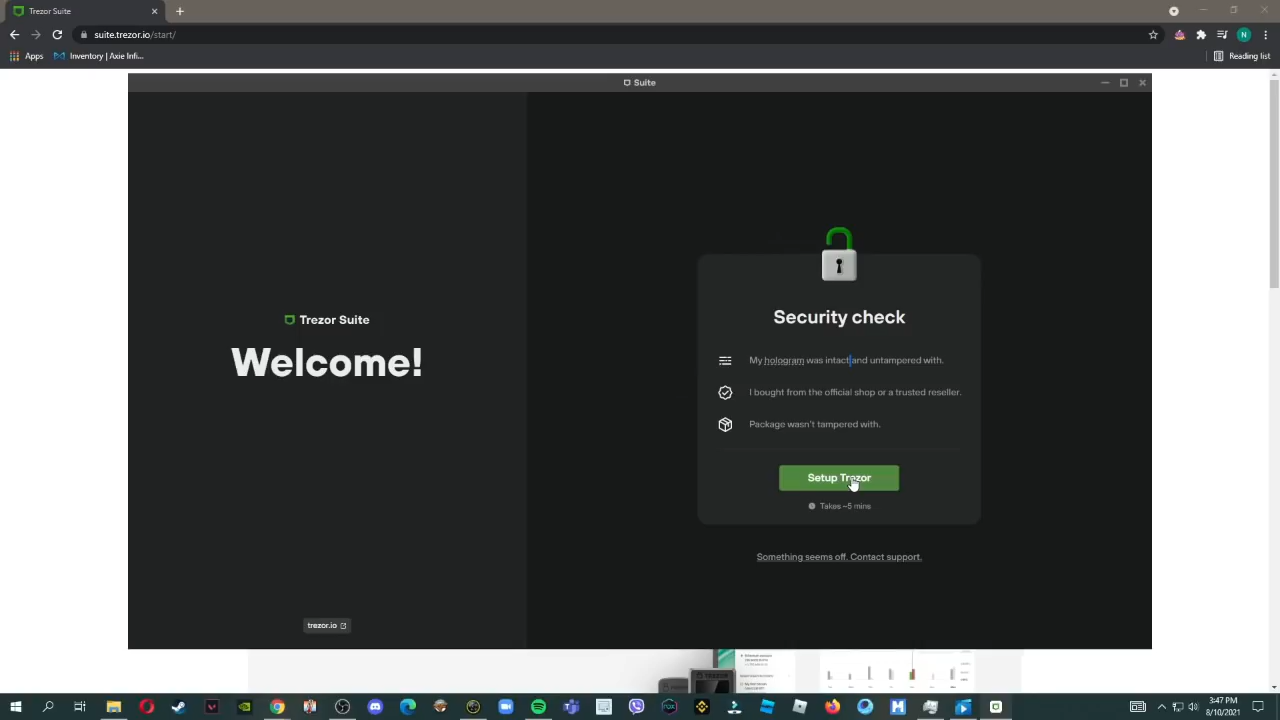 Trezor Suite
suite.trezor.io/start/
N
Apps
Inventory | Axie Infi...
Reading list
Suite
Trezor Suite
Welcome!
trezor.io
Security check
My hologram was intact and untampered with.
I bought from the official shop or a trusted reseller.
Package wasn't tampered with.
Setup Trezor
Takes ~5 mins
Something seems off. Contact support.
3:47 PM
8/10/2021